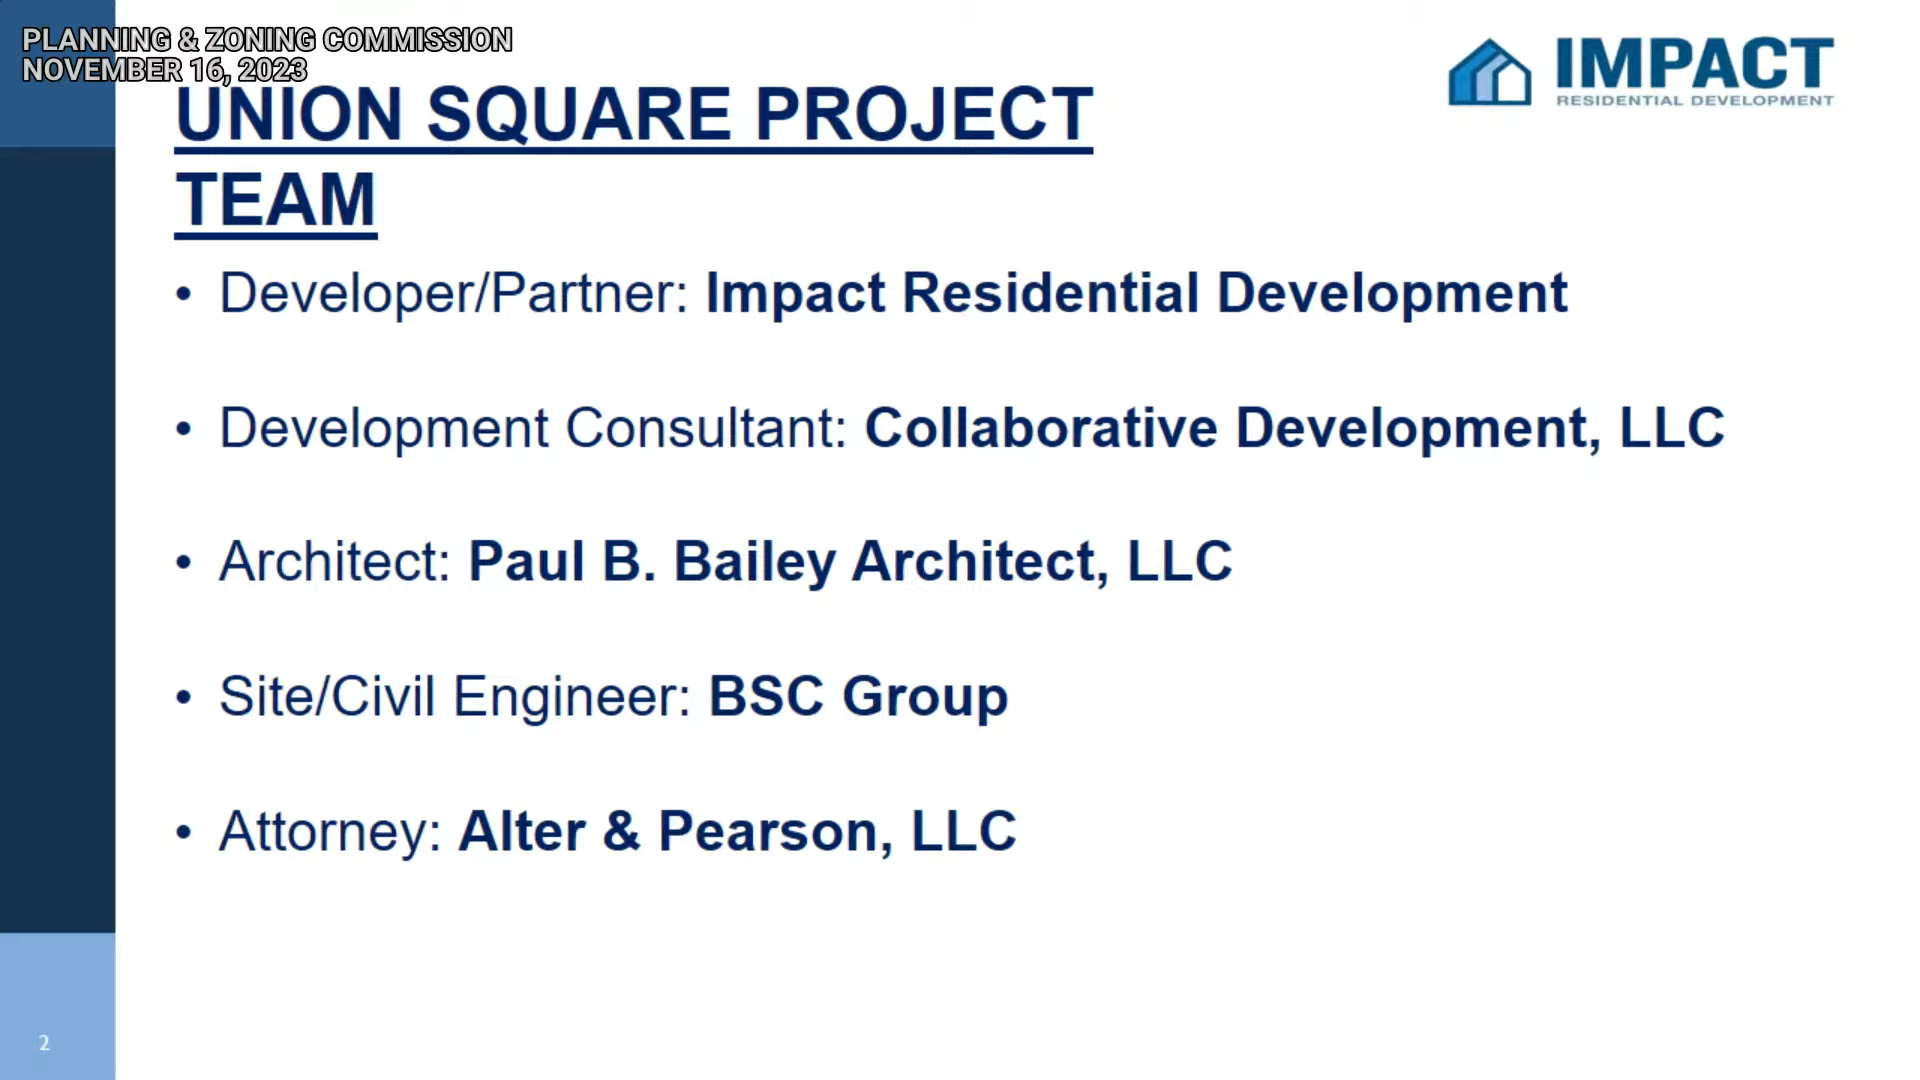 PLANNING & ZONING COMMISSION
NOVEMBER 16, 2023
IMPACT
RESIDENTIAL DEVELOPMENT
UNION SQUARE PROJECT
TEAM
• Developer/Partner: Impact Residential Development
• Development Consultant: Collaborative Development, LLC
• Architect: Paul B. Bailey Architect, LLC
• Site/Civil Engineer: BSC Group
• Attorney: Alter & Pearson, LLC
2